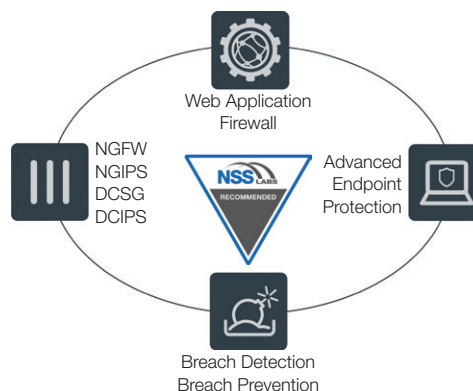 Web Application
Firewall
NGFW
NGIPS
DCSG
DCIPS
NSS
LABS
RECOMMENDED
Advanced
Endpoint
Protection
Breach Detection
Breach Prevention